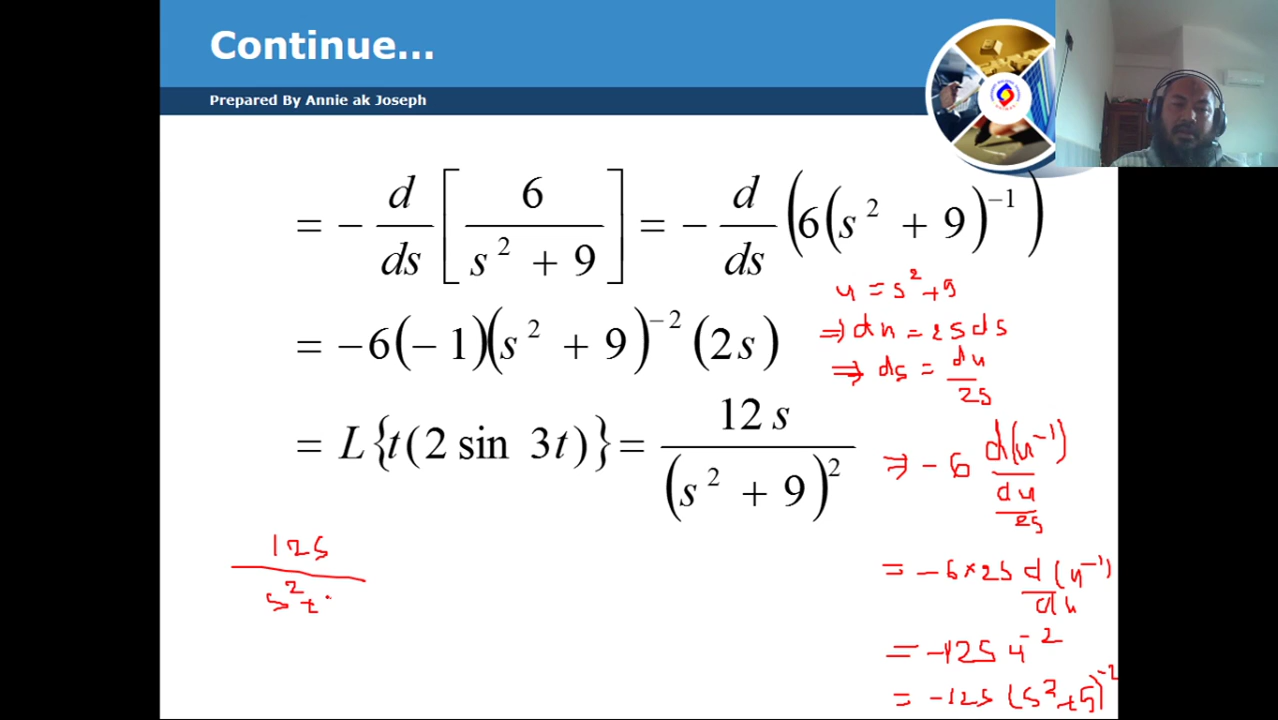 Continue...
Prepared By Annie ak Joseph
= - d/ds [ 6 / (s² + 9) ] = - d/ds (6(s² + 9)⁻¹)
= -6(-1)(s² + 9)⁻²(2s)
= L{t(2 sin 3t)} = 12s / (s² + 9)²
u = s² + 9
⇒ du = 2s ds
⇒ ds = du / 2s
⇒ -6 d(u⁻¹) / (du / 2s)
= -6 × 2s d(u⁻¹) / du
= -12s u⁻²
= -12s (s² + 9)⁻²
12s / s² +